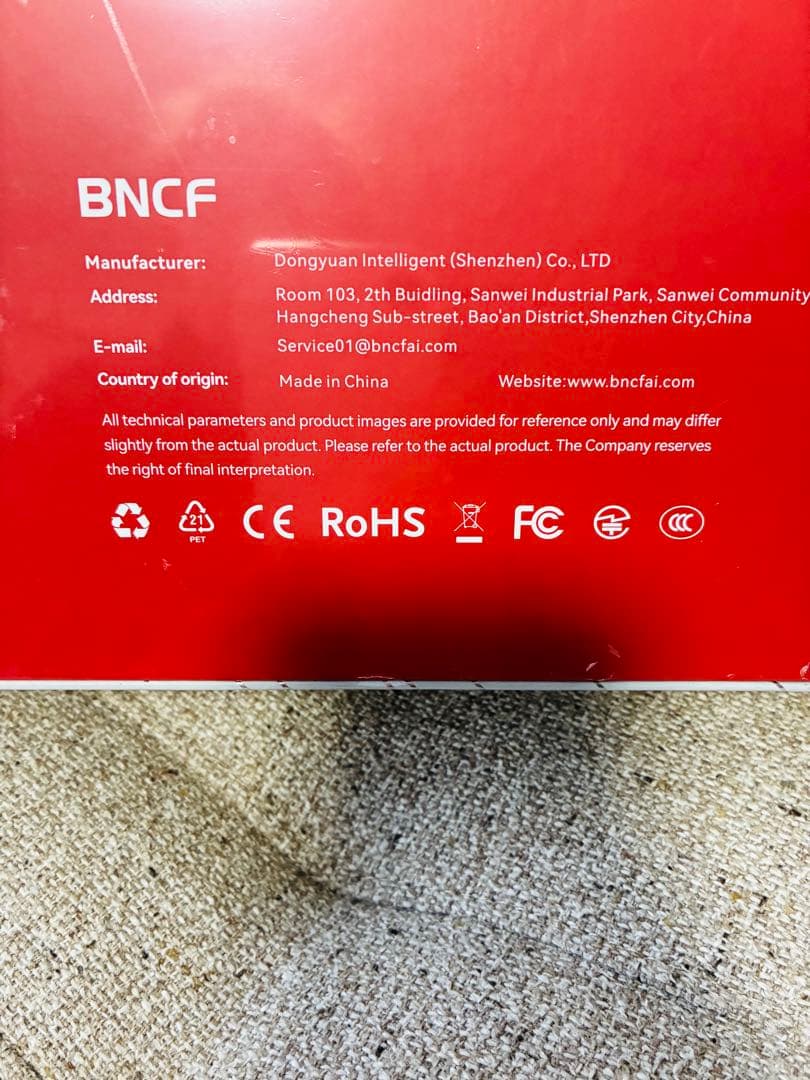 BNCF
Manufacturer: Dongyuan Intelligent (Shenzhen) Co., LTD
Address: Room 103, 2th Buidling, Sanwei Industrial Park, Sanwei Community
Hangcheng Sub-street, Bao'an District,Shenzhen City,China
E-mail: Service01@bncfai.com
Country of origin: Made in China Website:www.bncfai.com
All technical parameters and product images are provided for reference only and may differ
slightly from the actual product. Please refer to the actual product. The Company reserves
the right of final interpretation.
21 PET CE RoHS FC CCC